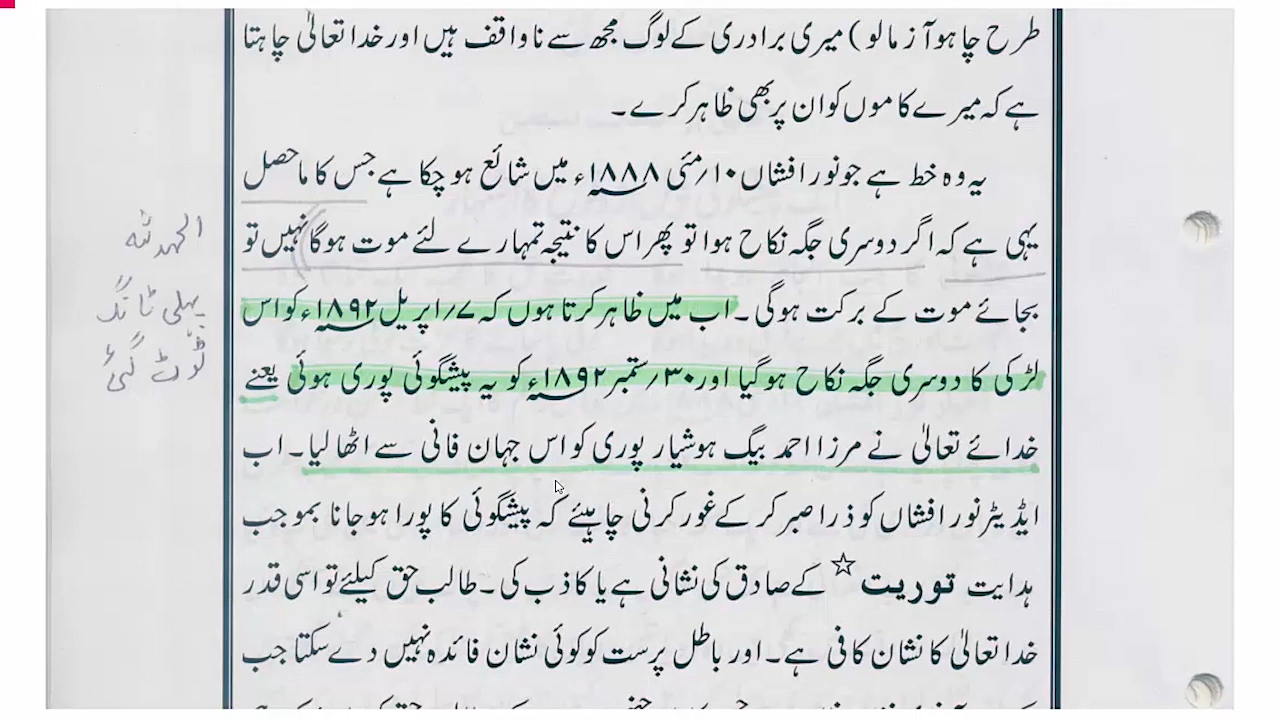 طرح چاہو آزمالو) میری برادری کے لوگ مجھ سے ناواقف ہیں اور خدا تعالیٰ چاہتا
ہے کہ میرے کاموں کو ان پر بھی ظاہر کرے۔
یہ وہ خط ہے جو نور افشاں ۱۰؍مئی ۱۸۸۸ء میں شائع ہو چکا ہے جس کا ماحصل
یہی ہے کہ اگر دوسری جگہ نکاح ہوا تو پھر اس کا نتیجہ تمہارے لئے موت ہوگا نہیں تو
بجائے موت کے برکت ہوگی۔ اب میں ظاہر کرتا ہوں کہ ۷؍اپریل ۱۸۹۲ء کو اس
لڑکی کا دوسری جگہ نکاح ہو گیا اور ۳۰؍ستمبر ۱۸۹۲ء کو یہ پیشگوئی پوری ہوئی یعنے
خدائے تعالیٰ نے مرزا احمد بیگ ہوشیار پوری کو اس جہان فانی سے اٹھا لیا۔ اب
ایڈیٹر نور افشاں کو ذرا صبر کر کے غور کرنی چاہیئے کہ پیشگوئی کا پورا ہو جانا بموجب
ہدایت توریت☆ کے صادق کی نشانی ہے یا کاذب کی۔ طالب حق کیلئے تو اسی قدر
خدا تعالیٰ کا نشان کافی ہے۔ اور باطل پرست کو کوئی نشان فائدہ نہیں دے سکتا جب
الحمدللہ
پہلی ٹانگ
ٹوٹ گئی